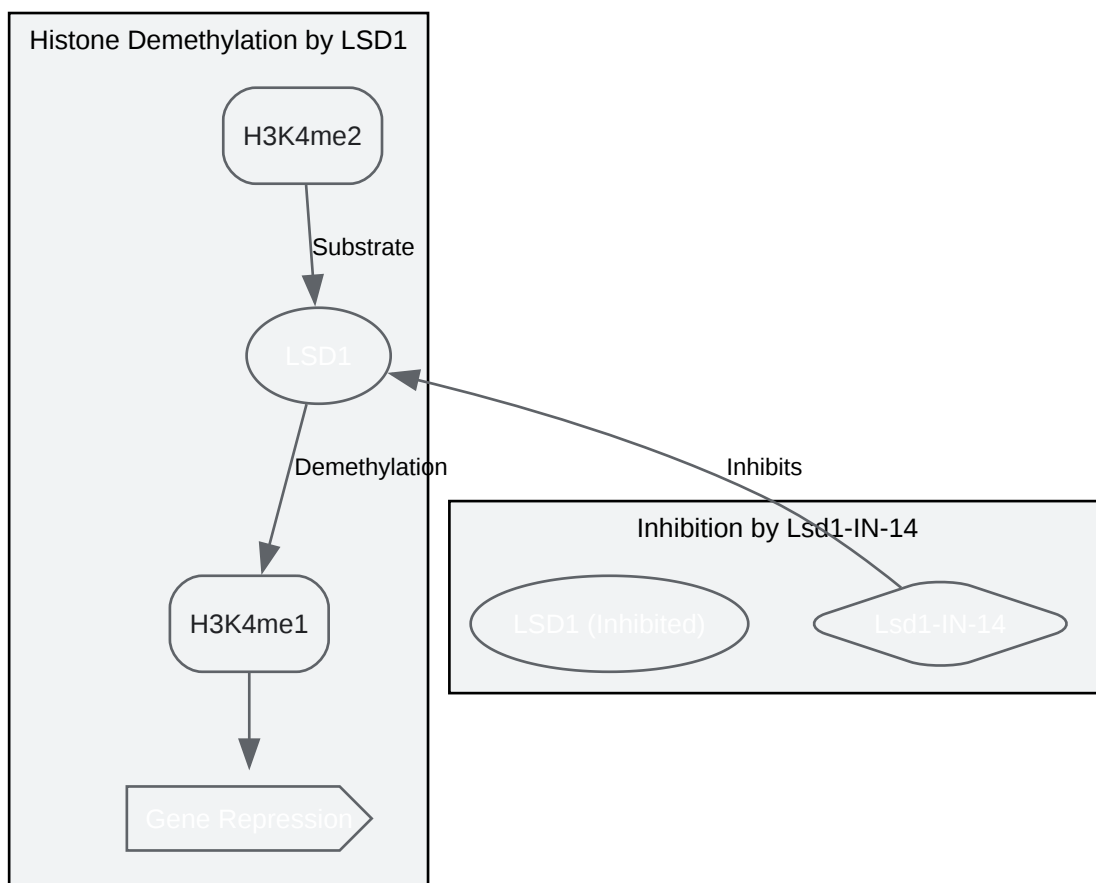 Histone Demethylation by LSD1
H3K4me2
Substrate
LSD1
Demethylation
Inhibits
Inhibition by Lsd1-IN-14
H3K4me1
LSD1 (Inhibited)
Lsd1-IN-14
Gene Repression